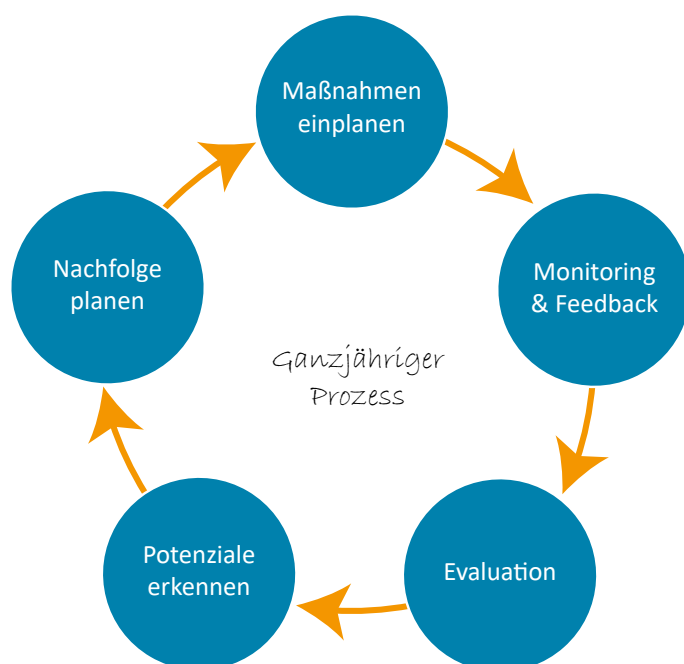 Maßnahmen
einplanen
Monitoring
& Feedback
Evaluation
Potenziale
erkennen
Nachfolge
planen
Ganzjähriger
Prozess